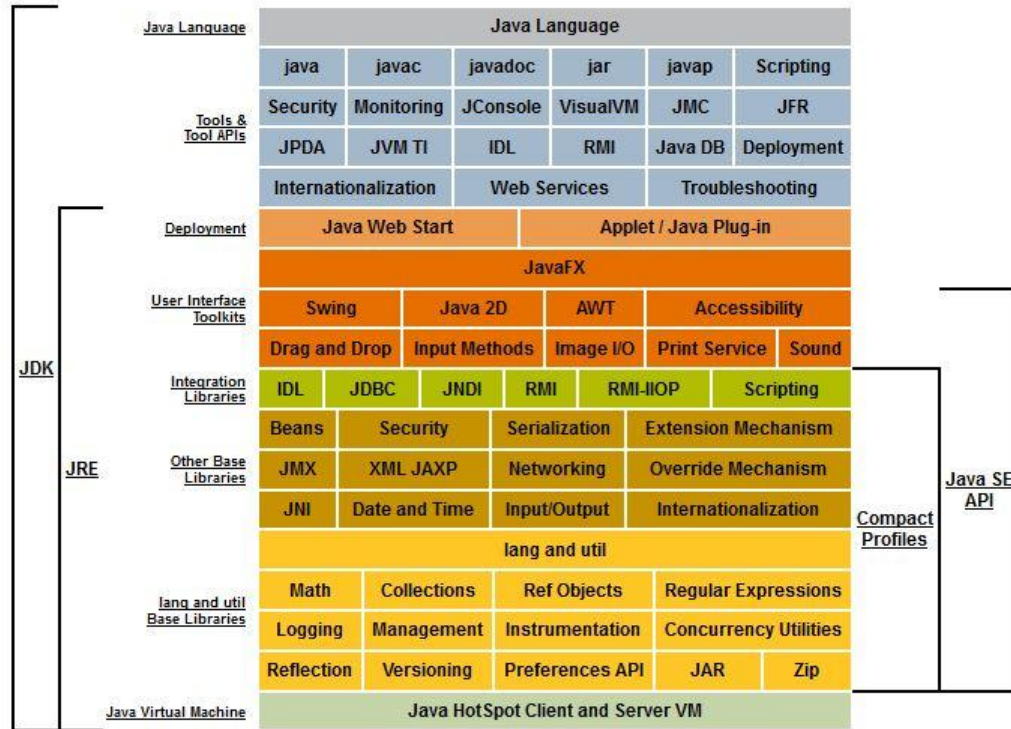 Java Language Java Language
java javac javadoc jar javap Scripting
Security Monitoring JConsole VisualVM JMC JFR
Tools &
Tool APIs
JPDA JVM TI IDL RMI Java DB Deployment
Internationalization Web Services Troubleshooting
Deployment Java Web Start Applet / Java Plug-in
JavaFX
User Interface
Toolkits
Swing Java 2D AWT Accessibility
Drag and Drop Input Methods Image I/O Print Service Sound
JDK
Integration
Libraries
IDL JDBC JNDI RMI RMI-IIOP Scripting
Beans Security Serialization Extension Mechanism
JRE
Other Base
Libraries
JMX XML JAXP Networking Override Mechanism
Java SE
API
JNI Date and Time Input/Output Internationalization
Compact
Profiles
lang and util
Math Collections Ref Objects Regular Expressions
lang and util
Base Libraries
Logging Management Instrumentation Concurrency Utilities
Reflection Versioning Preferences API JAR Zip
Java Virtual Machine Java HotSpot Client and Server VM